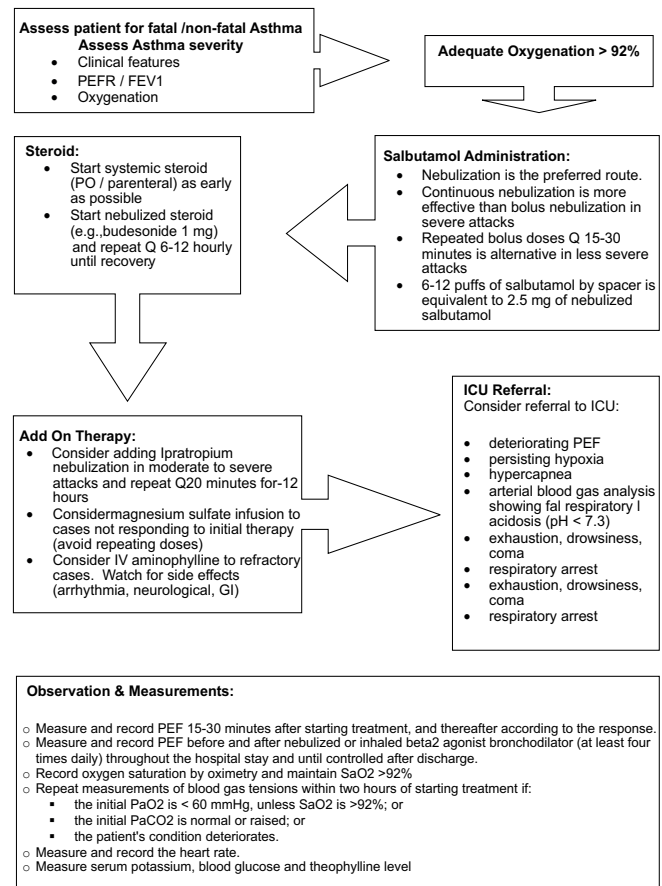 Assess patient for fatal /non-fatal Asthma
Assess Asthma severity
• Clinical features
• PEFR / FEV1
• Oxygenation
Adequate Oxygenation > 92%
Salbutamol Administration:
• Nebulization is the preferred route.
• Continuous nebulization is more
effective than bolus nebulization in
severe attacks
• Repeated bolus doses Q 15-30
minutes is alternative in less severe
attacks
• 6-12 puffs of salbutamol by spacer is
equivalent to 2.5 mg of nebulized
salbutamol
Steroid:
• Start systemic steroid
(PO / parenteral) as early
as possible
• Start nebulized steroid
(e.g.,budesonide 1 mg)
and repeat Q 6-12 hourly
until recovery
Add On Therapy:
• Consider adding Ipratropium
nebulization in moderate to severe
attacks and repeat Q20 minutes for-12
hours
• Considermagnesium sulfate infusion to
cases not responding to initial therapy
(avoid repeating doses)
• Consider IV aminophylline to refractory
cases. Watch for side effects
(arrhythmia, neurological, GI)
ICU Referral:
Consider referral to ICU:
• deteriorating PEF
• persisting hypoxia
• hypercapnea
• arterial blood gas analysis
showing fal respiratory l
acidosis (pH < 7.3)
• exhaustion, drowsiness,
coma
• respiratory arrest
• exhaustion, drowsiness,
coma
• respiratory arrest
Observation & Measurements:
○ Measure and record PEF 15-30 minutes after starting treatment, and thereafter according to the response.
○ Measure and record PEF before and after nebulized or inhaled beta2 agonist bronchodilator (at least four
times daily) throughout the hospital stay and until controlled after discharge.
○ Record oxygen saturation by oximetry and maintain SaO2 >92%
○ Repeat measurements of blood gas tensions within two hours of starting treatment if:
▪ the initial PaO2 is < 60 mmHg, unless SaO2 is >92%; or
▪ the initial PaCO2 is normal or raised; or
▪ the patient's condition deteriorates.
○ Measure and record the heart rate.
○ Measure serum potassium, blood glucose and theophylline level